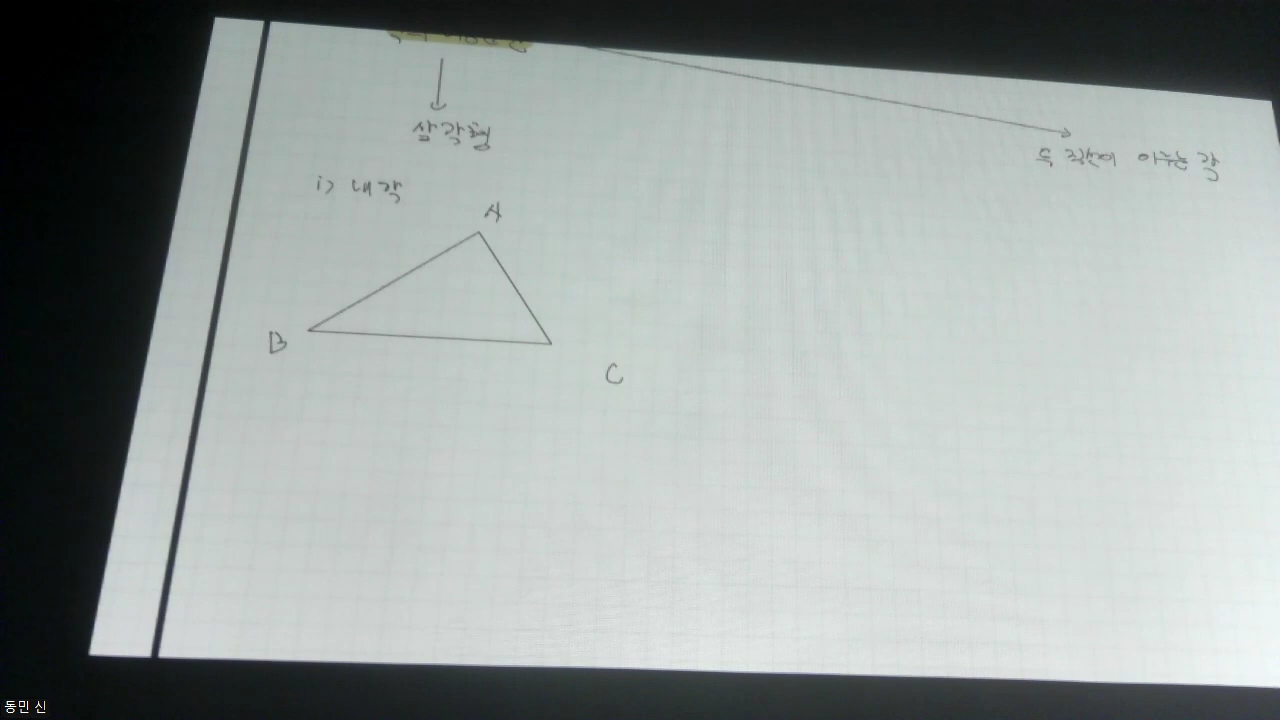 삼각형
두 직선이 이루는 각
i> 내각
A
B
C
동민 신